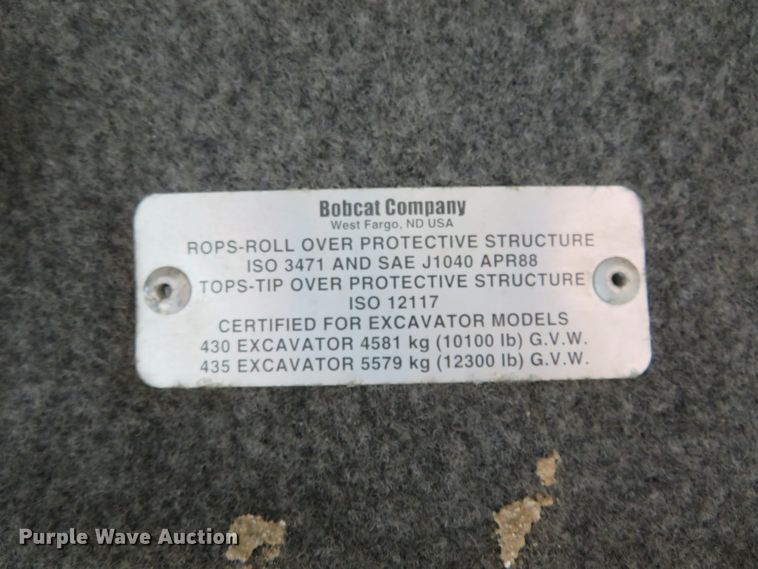 Bobcat Company
West Fargo, ND USA
ROPS-ROLL OVER PROTECTIVE STRUCTURE
ISO 3471 AND SAE J1040 APR88
TOPS-TIP OVER PROTECTIVE STRUCTURE
ISO 12117
CERTIFIED FOR EXCAVATOR MODELS
430 EXCAVATOR 4581 kg (10100 lb) G.V.W.
435 EXCAVATOR 5579 kg (12300 lb) G.V.W.
Purple Wave Auction®